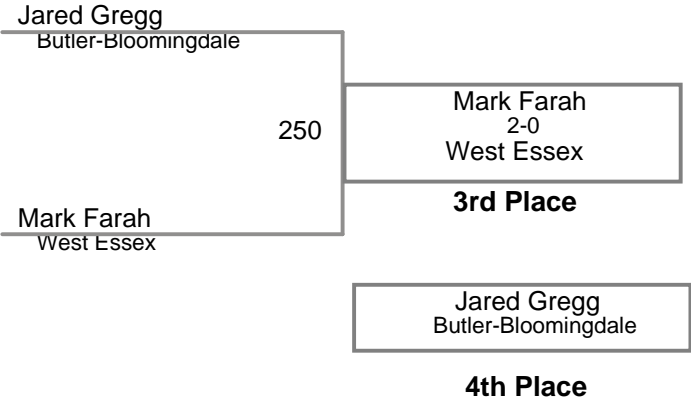 Jared Gregg
Butler-Bloomingdale
250
Mark Farah
2-0
West Essex
3rd Place
Mark Farah
West Essex
Jared Gregg
Butler-Bloomingdale
4th Place